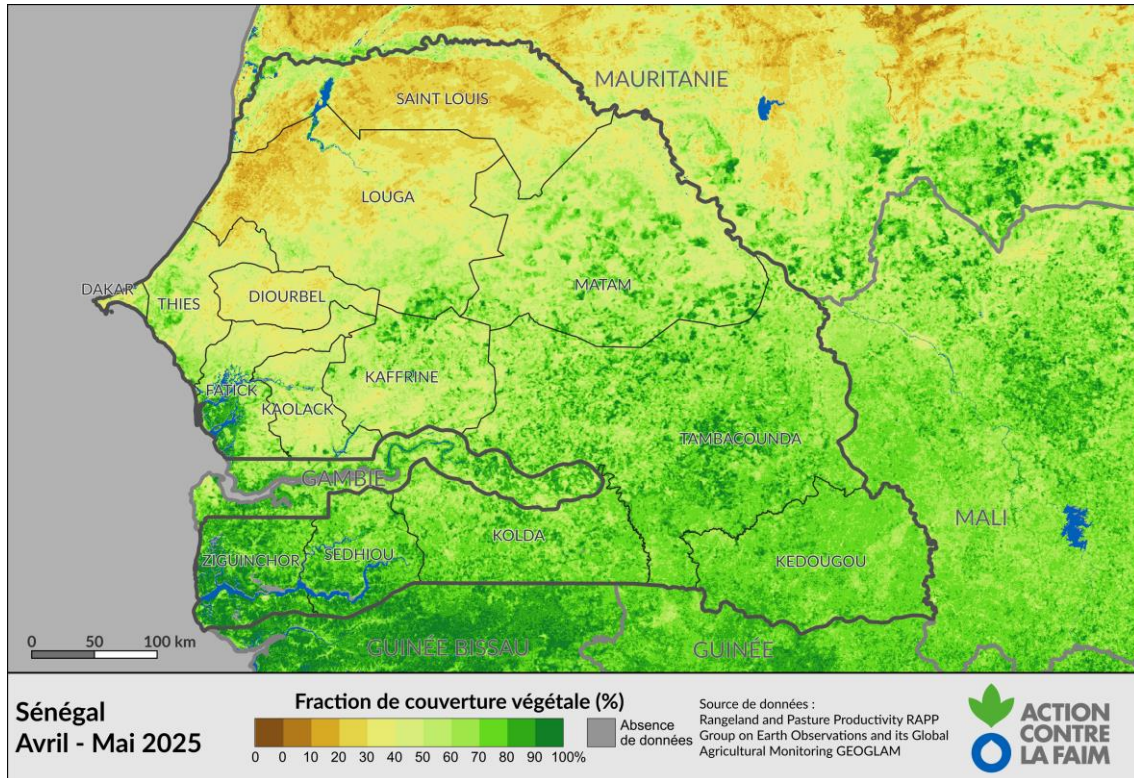 MAURITANIE
SAINT LOUIS
LOUGA
MATAM
DAKAR
THIES
DIOURBEL
FATICK
KAOLACK
KAFFRINE
TAMBACOUNDA
GAMBIE
MALI
ZIGUINCHOR
SEDHIOU
KOLDA
KEDOUGOU
GUINÉE BISSAU
GUINÉE
0 50 100 km
Sénégal
Avril - Mai 2025
Fraction de couverture végétale (%)
0 0 10 20 30 40 50 60 70 80 90 100%
Absence
de données
Source de données :
Rangeland and Pasture Productivity RAPP
Group on Earth Observations and its Global
Agricultural Monitoring GEOGLAM
ACTION
CONTRE
LA FAIM